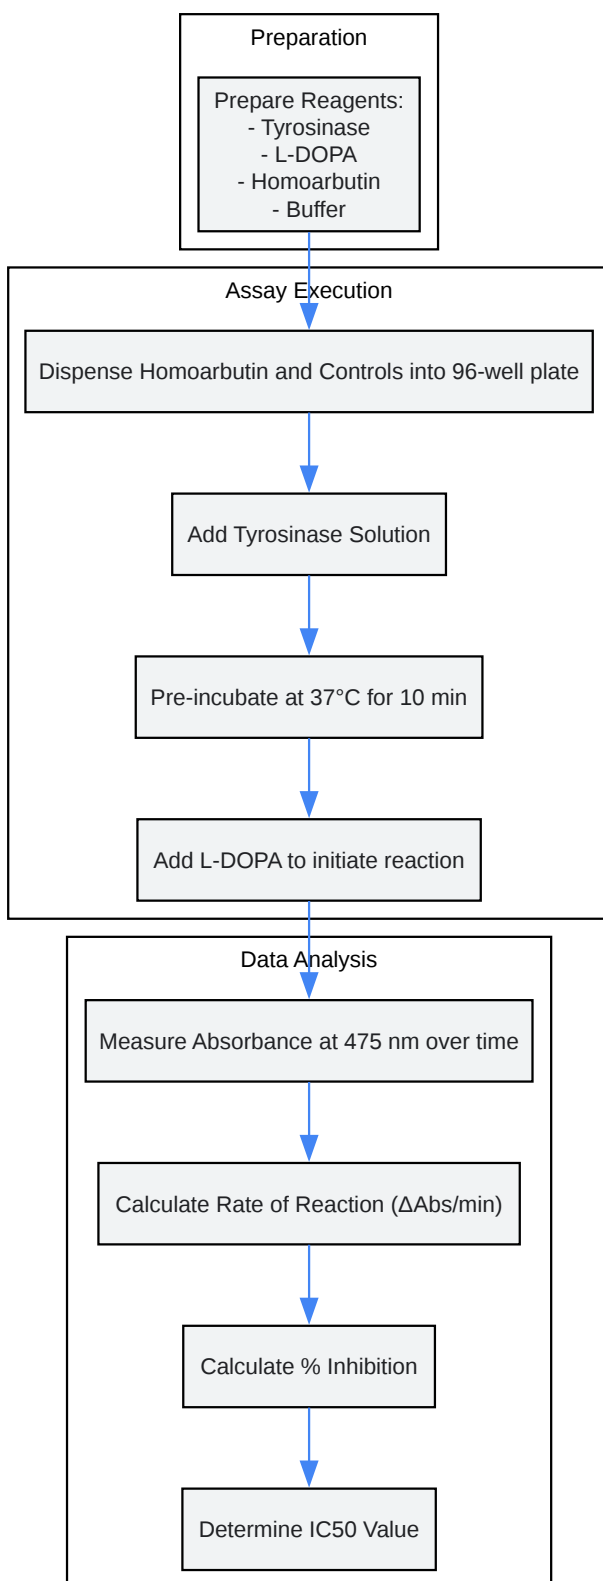 Preparation
Prepare Reagents:
- Tyrosinase
- L-DOPA
- Homoarbutin
- Buffer
Assay Execution
Dispense Homoarbutin and Controls into 96-well plate
Add Tyrosinase Solution
Pre-incubate at 37°C for 10 min
Add L-DOPA to initiate reaction
Data Analysis
Measure Absorbance at 475 nm over time
Calculate Rate of Reaction (ΔAbs/min)
Calculate % Inhibition
Determine IC50 Value